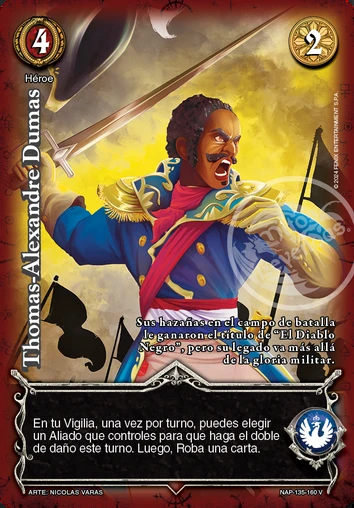 4
2
Héroe
Thomas-Alexandre Dumas
© 2024 FENIX ENTERTAINMENT S.P.A.
Sus hazañas en el campo de batalla
le ganaron el título de "El Diablo
Negro", pero su legado va más allá
de la gloria militar.
En tu Vigilia, una vez por turno, puedes elegir
un Aliado que controles para que haga el doble
de daño este turno. Luego, Roba una carta.
ARTE: NICOLAS VARAS
NAP-135-160 V